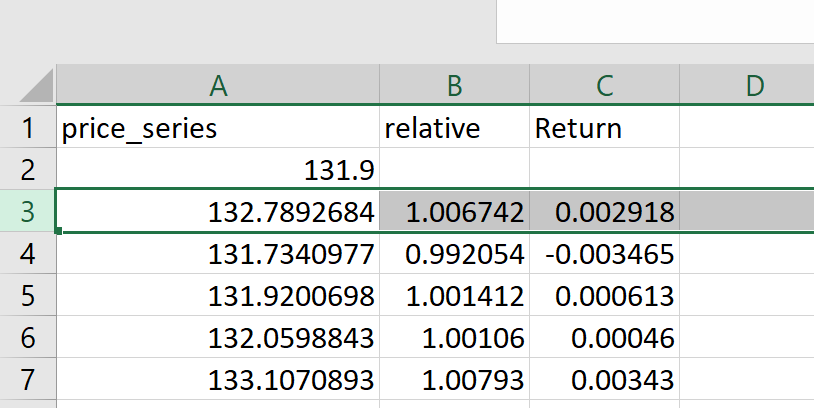 A B C D
1 price_series relative Return
2 131.9
3 132.7892684 1.006742 0.002918
4 131.7340977 0.992054 -0.003465
5 131.9200698 1.001412 0.000613
6 132.0598843 1.00106 0.00046
7 133.1070893 1.00793 0.00343